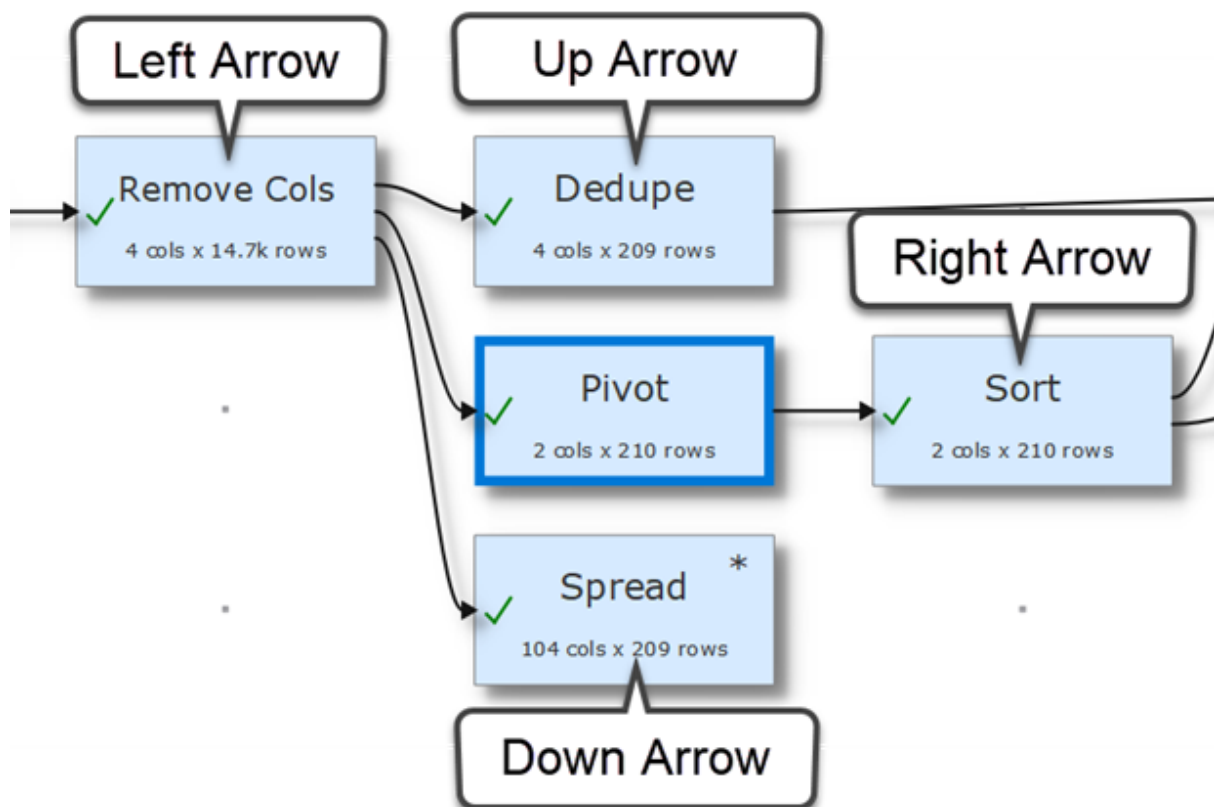 Left Arrow
Up Arrow
Remove Cols
4 cols x 14.7k rows
Dedupe
4 cols x 209 rows
Right Arrow
Pivot
2 cols x 210 rows
Sort
2 cols x 210 rows
Spread
*
104 cols x 209 rows
Down Arrow